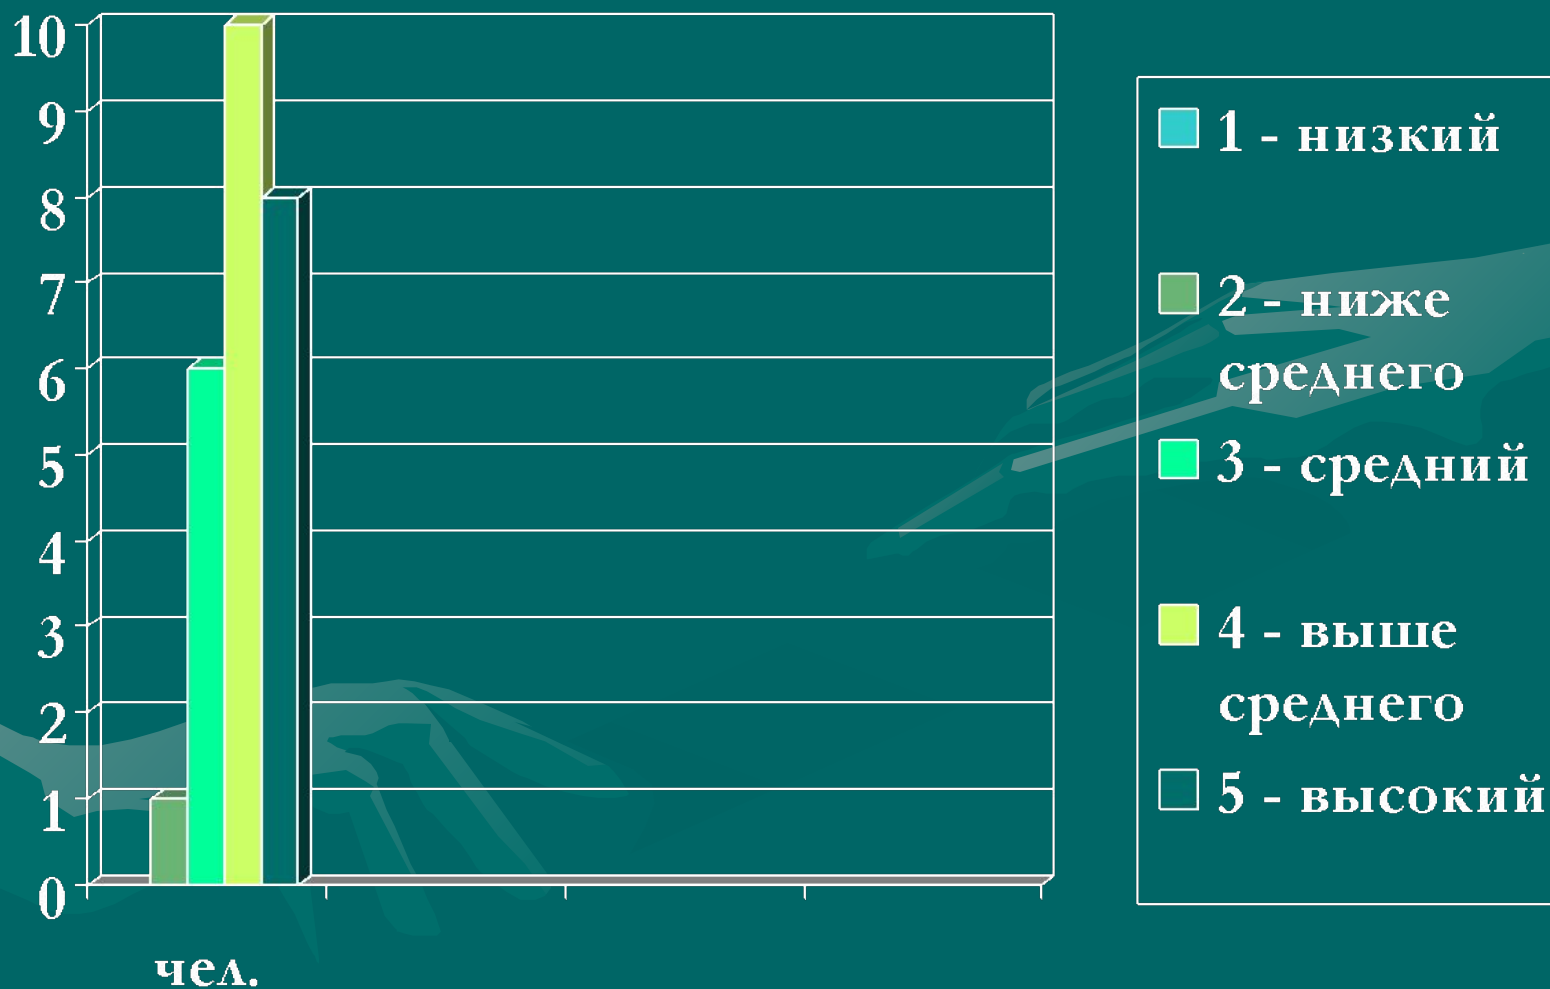 10
9
8
7
6
5
4
3
2
1
0
чел.
1 - низкий
2 - ниже
среднего
3 - средний
4 - выше
среднего
5 - высокий